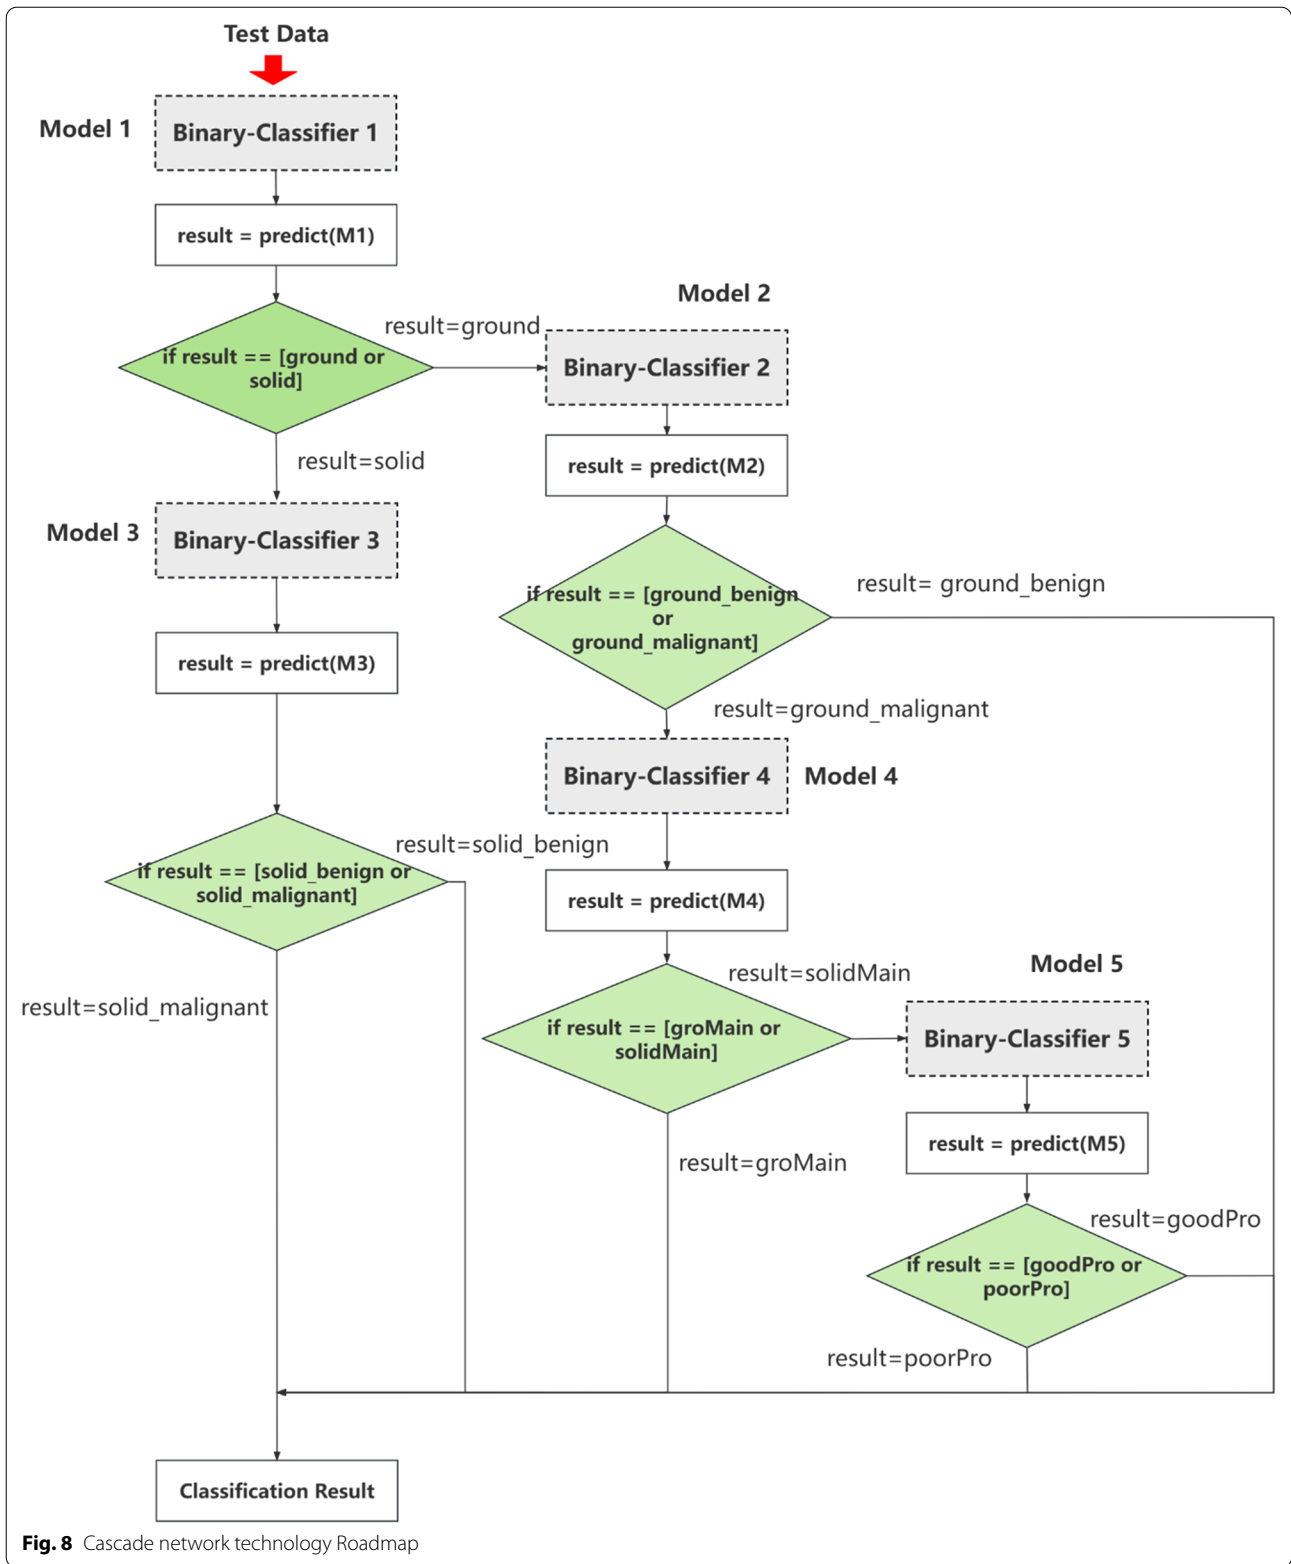 Test Data
Model 1
Binary-Classifier 1
result = predict(M1)
if result == [ground or
solid]
result=ground
result=solid
Model 2
Binary-Classifier 2
result = predict(M2)
if result == [ground_benign
or
ground_malignant]
result= ground_benign
result=ground_malignant
Model 3
Binary-Classifier 3
result = predict(M3)
if result == [solid_benign or
solid_malignant]
result=solid_benign
result=solid_malignant
Binary-Classifier 4
Model 4
result = predict(M4)
if result == [groMain or
solidMain]
result=solidMain
result=groMain
Model 5
Binary-Classifier 5
result = predict(M5)
if result == [goodPro or
poorPro]
result=goodPro
result=poorPro
Classification Result
Fig. 8 Cascade network technology Roadmap